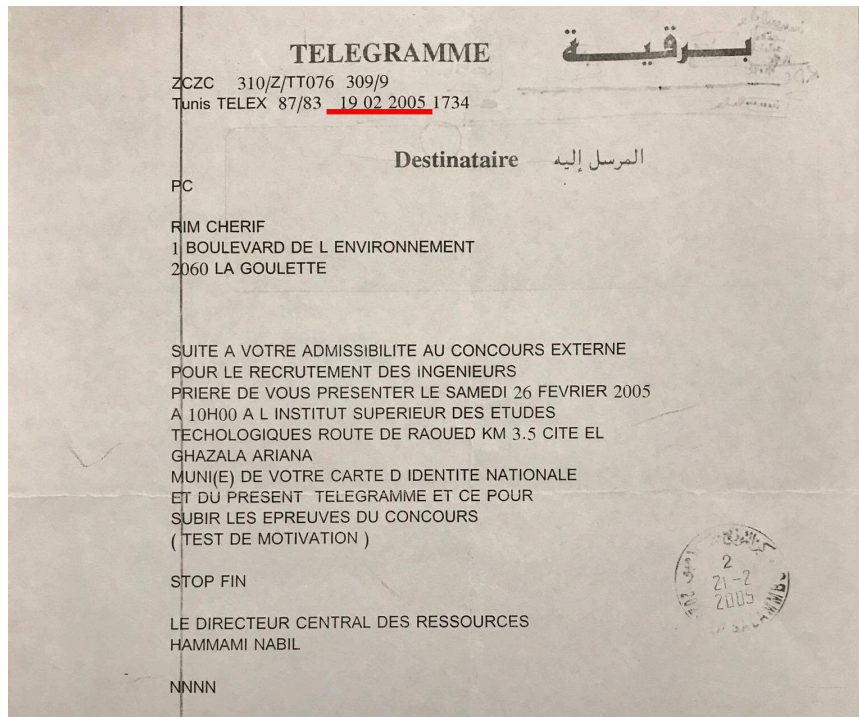 TELEGRAMME برقية
ZCZC 310/Z/TT076 309/9
Tunis TELEX 87/83 19 02 2005 1734
Destinataire المرسل إليه
PC
RIM CHERIF
1 BOULEVARD DE L ENVIRONNEMENT
2060 LA GOULETTE
SUITE A VOTRE ADMISSIBILITE AU CONCOURS EXTERNE
POUR LE RECRUTEMENT DES INGENIEURS
PRIERE DE VOUS PRESENTER LE SAMEDI 26 FEVRIER 2005
A 10H00 A L INSTITUT SUPERIEUR DES ETUDES
TECHOLOGIQUES ROUTE DE RAOUED KM 3.5 CITE EL
GHAZALA ARIANA
MUNI(E) DE VOTRE CARTE D IDENTITE NATIONALE
ET DU PRESENT TELEGRAMME ET CE POUR
SUBIR LES EPREUVES DU CONCOURS
( TEST DE MOTIVATION )
2
21-2
2005
STOP FIN
LE DIRECTEUR CENTRAL DES RESSOURCES
HAMMAMI NABIL
NNNN